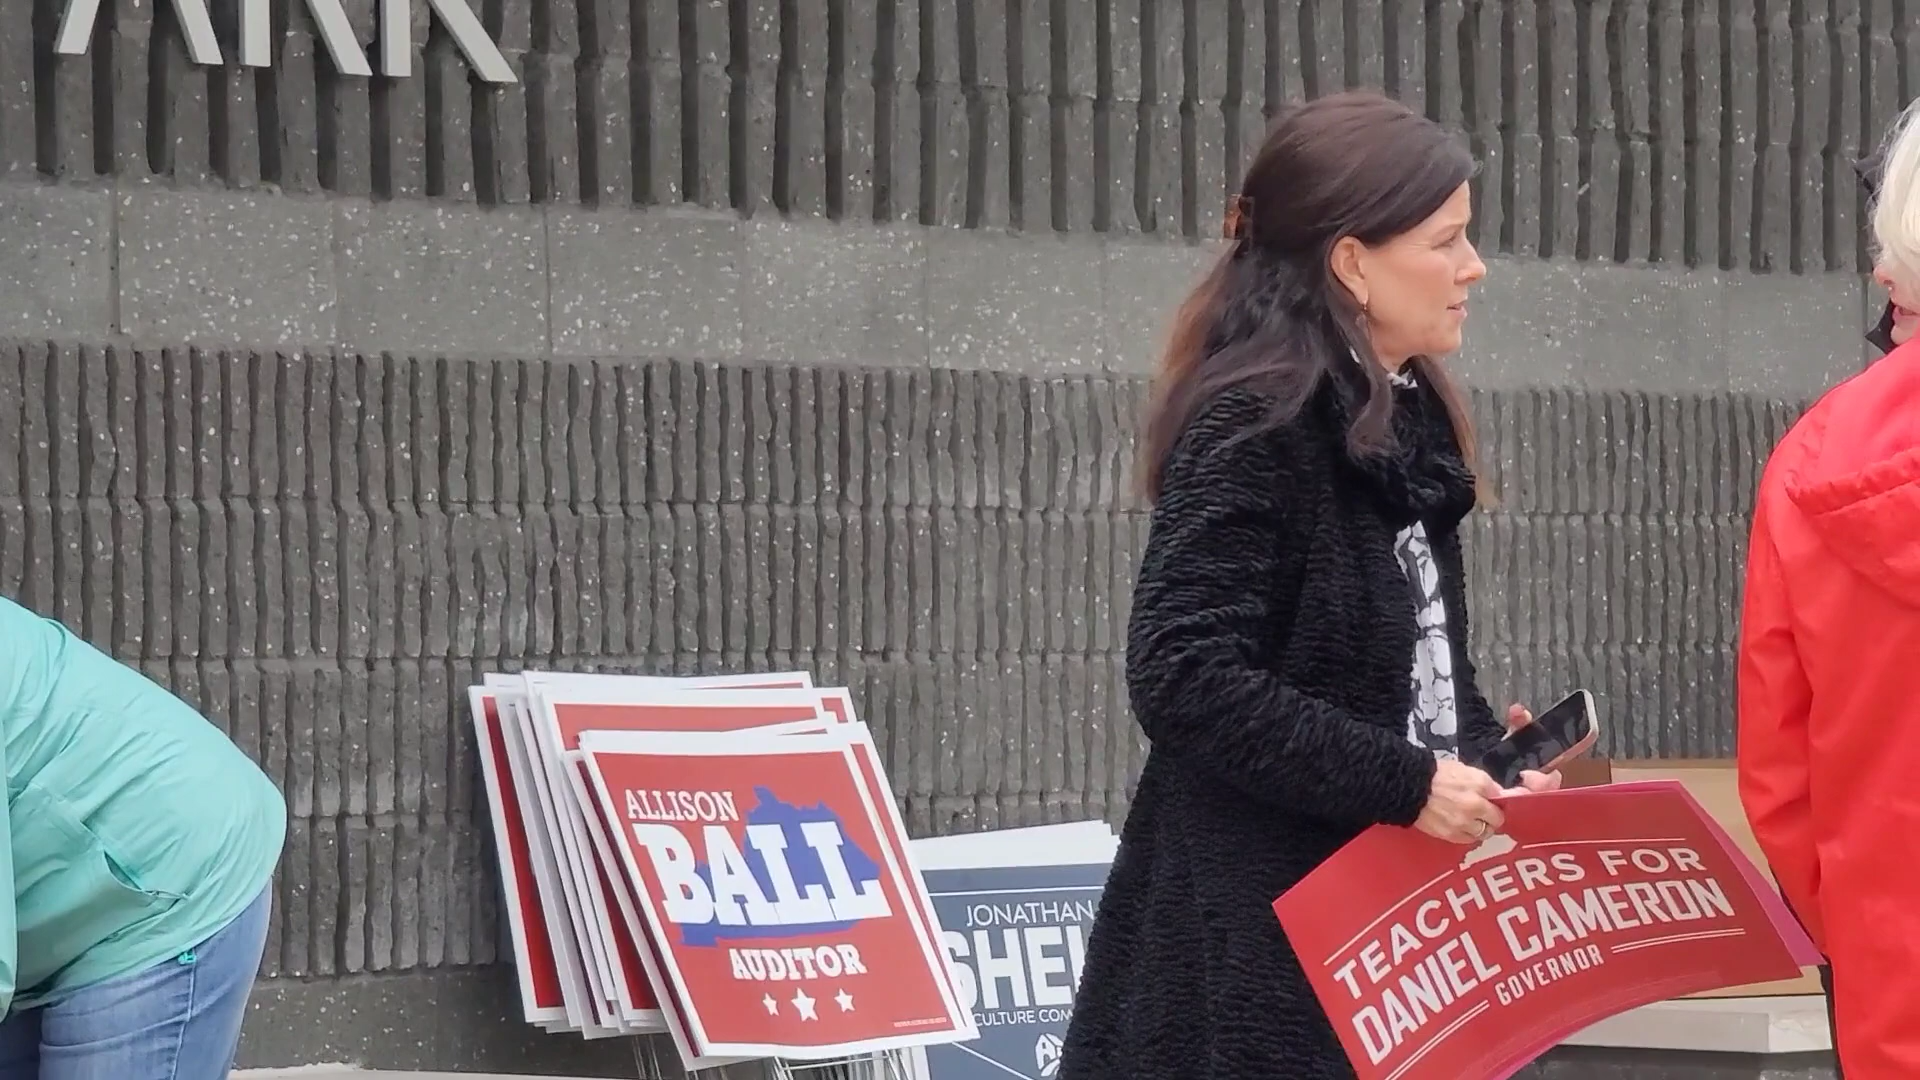 ARK
ALLISON
BALL
AUDITOR
JONATHAN
SHEL
CULTURE COM
TEACHERS FOR
DANIEL CAMERON
GOVERNOR